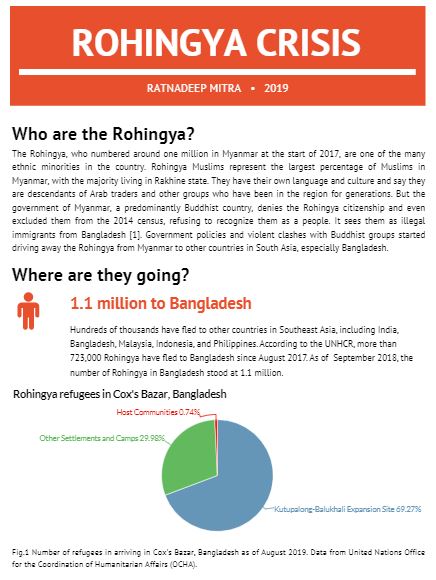 ROHINGYA CRISIS
RATNADEEP MITRA • 2019
Who are the Rohingya?
The Rohingya, who numbered around one million in Myanmar at the start of 2017, are one of the many
ethnic minorities in the country. Rohingya Muslims represent the largest percentage of Muslims in
Myanmar, with the majority living in Rakhine state. They have their own language and culture and say they
are descendants of Arab traders and other groups who have been in the region for generations. But the
government of Myanmar, a predominantly Buddhist country, denies the Rohingya citizenship and even
excluded them from the 2014 census, refusing to recognize them as a people. It sees them as illegal
immigrants from Bangladesh [1]. Government policies and violent clashes with Buddhist groups started
driving away the Rohingya from Myanmar to other countries in South Asia, especially Bangladesh.
Where are they going?
1.1 million to Bangladesh
Hundreds of thousands have fled to other countries in Southeast Asia, including India,
Bangladesh, Malaysia, Indonesia, and Philippines. According to the UNHCR, more than
723,000 Rohingya have fled to Bangladesh since August 2017. As of September 2018, the
number of Rohingya in Bangladesh stood at 1.1 million.
Rohingya refugees in Cox's Bazar, Bangladesh
Host Communities 0.74%
Other Settlements and Camps 29.98%
Kutupalong-Balukhali Expansion Site 69.27%
Fig.1 Number of refugees in arriving in Cox's Bazar, Bangladesh as of August 2019. Data from United Nations Office
for the Coordination of Humanitarian Affairs (OCHA).